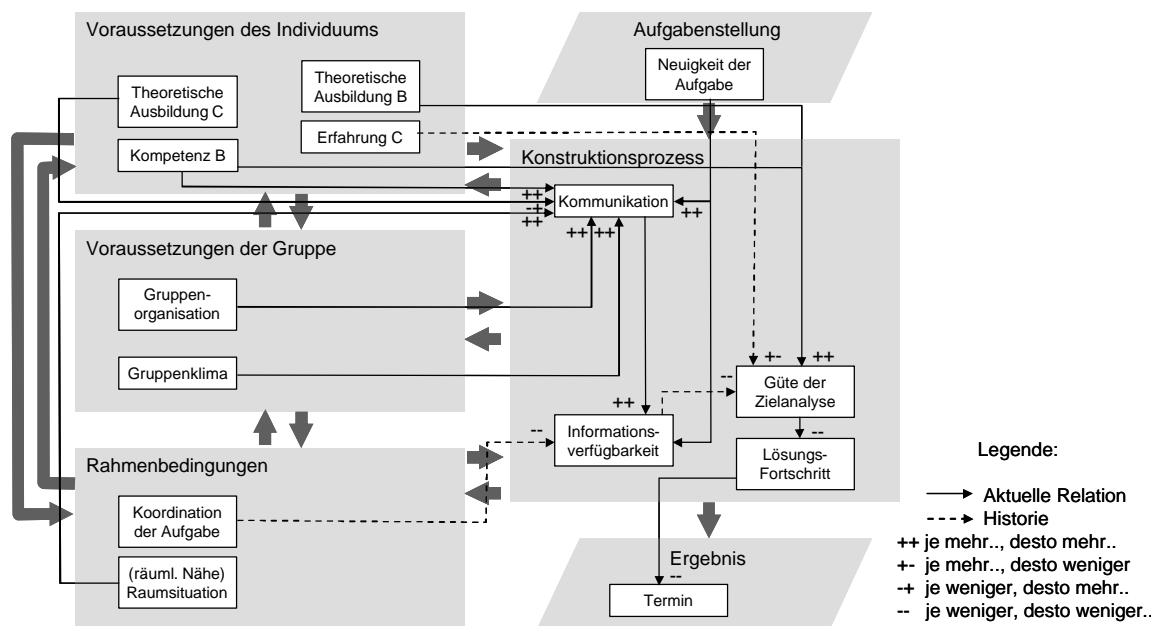 Voraussetzungen des Individuums
Theoretische
Ausbildung C
Theoretische
Ausbildung B
Erfahrung C
Kompetenz B
Aufgabenstellung
Neuigkeit der
Aufgabe
Konstruktionsprozess
Kommunikation
++
-+
++
++
++ ++
Voraussetzungen der Gruppe
Gruppen-
organisation
Gruppenklima
+-
++
--
Güte der
Zielanalyse
++
--
Informations-
verfügbarkeit
--
Lösungs-
Fortschritt
Rahmenbedingungen
Koordination
der Aufgabe
(räuml. Nähe)
Raumsituation
Ergebnis
--
Termin
Legende:
Aktuelle Relation
Historie
++ je mehr.., desto mehr..
+- je mehr.., desto weniger
-+ je weniger, desto mehr..
-- je weniger, desto weniger..